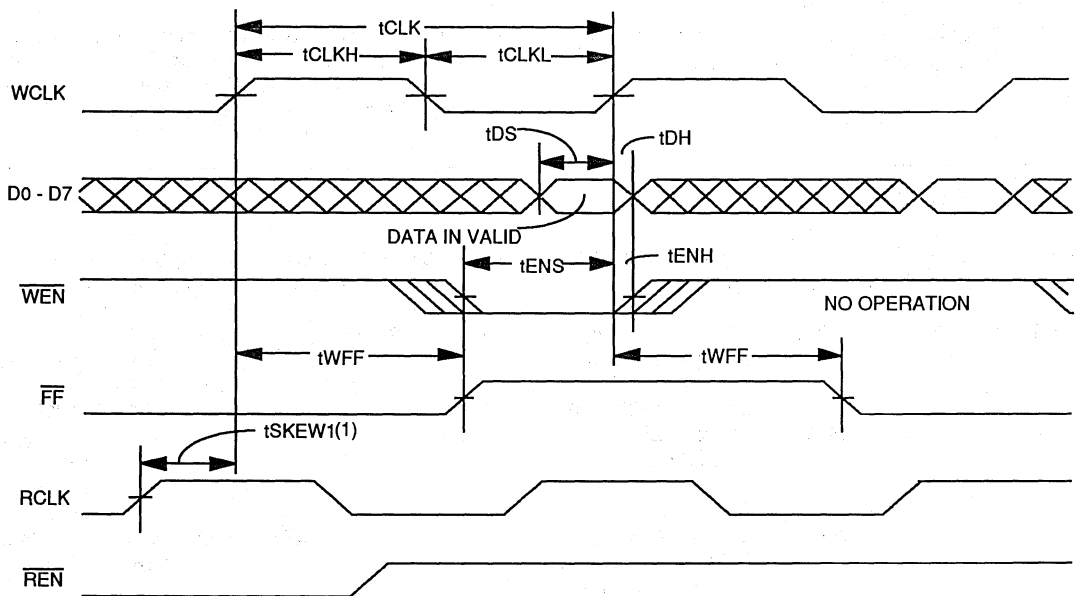 tCLK
tCLKH
tCLKL
WCLK
tDS
tDH
D0 - D7
DATA IN VALID
tENS
tENH
WEN
NO OPERATION
tWFF
tWFF
FF
tSKEW1(1)
RCLK
REN